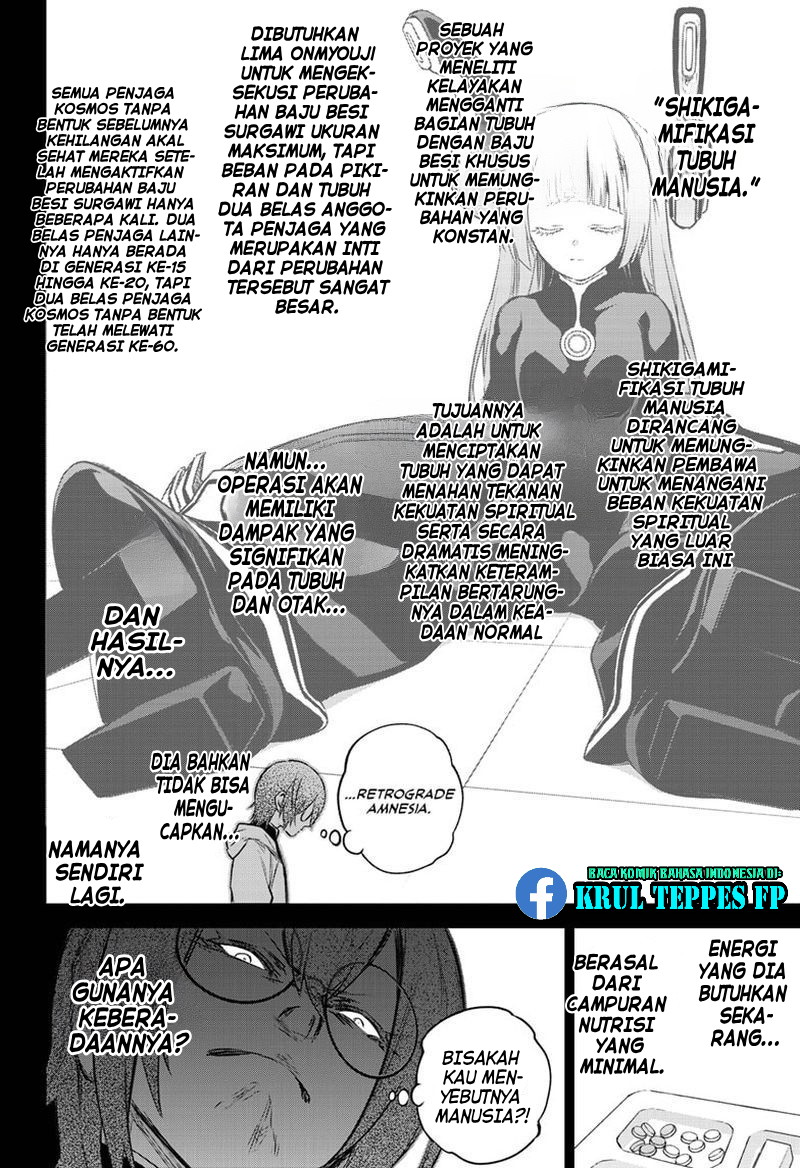 "SHIKIGA-
MIFIKASI
TUBUH
MANUSIA."
SEBUAH
PROYEK YANG
MENELITI
KELAYAKAN
MENGGANTI
BAGIAN TUBUH
DENGAN BAJU
BESI KHUSUS
UNTUK MEMUNG-
KINKAN PERU-
BAHAN YANG
KONSTAN.
DIBUTUHKAN
LIMA ONMYOUJI
UNTUK MENGEK-
SEKUSI PERUBA-
HAN BAJU BESI
SURGAWI UKURAN
MAKSIMUM, TAPI
BEBAN PADA PIKI-
RAN DAN TUBUH
DUA BELAS ANGGO-
TA PENJAGA YANG
MERUPAKAN INTI
DARI PERUBAHAN
TERSEBUT SANGAT
BESAR.
SEMUA PENJAGA
KOSMOS TANPA
BENTUK SEBELUMNYA
KEHILANGAN AKAL
SEHAT MEREKA SETE-
LAH MENGAKTIFKAN
PERUBAHAN BAJU
BESI SURGAWI HANYA
BEBERAPA KALI. DUA
BELAS PENJAGA LAIN-
NYA HANYA BERADA
DI GENERASI KE-15
HINGGA KE-20, TAPI
DUA BELAS PENJAGA
KOSMOS TANPA BENTUK
TELAH MELEWATI
GENERASI KE-60.
SHIKIGAMI-
FIKASI TUBUH
MANUSIA
DIRANCANG
UNTUK MEMUNG-
KINKAN PEMBAWA
UNTUK MENANGANI
BEBAN KEKUATAN
SPIRITUAL
YANG LUAR
BIASA INI
TUJUANNYA
ADALAH UNTUK
MENCIPTAKAN
TUBUH YANG DAPAT
MENAHAN TEKANAN
KEKUATAN SPIRITUAL
SERTA SECARA
DRAMATIS MENING-
KATKAN KETERAM-
PILAN BERTARUNG-
NYA DALAM KEA-
DAAN NORMAL
NAMUN...
OPERASI AKAN
MEMILIKI
DAMPAK YANG
SIGNIFIKAN
PADA TUBUH
DAN OTAK...
DAN
HASIL-
NYA...
...RETROGRADE
AMNESIA.
DIA BAHKAN
TIDAK BISA
MENGU-
CAPKAN...
NAMANYA
SENDIRI
LAGI.
BACA KOMIK BAHASA INDONESIA DI:
KRUL TEPPES FP
ENERGI
YANG DIA
BUTUHKAN
SEKA-
RANG...
BERASAL
DARI
CAMPURAN
NUTRISI
YANG
MINIMAL.
APA
GUNANYA
KEBERA-
DAANNYA?
BISAKAH
KAU MEN-
YEBUTNYA
MANUSIA?!